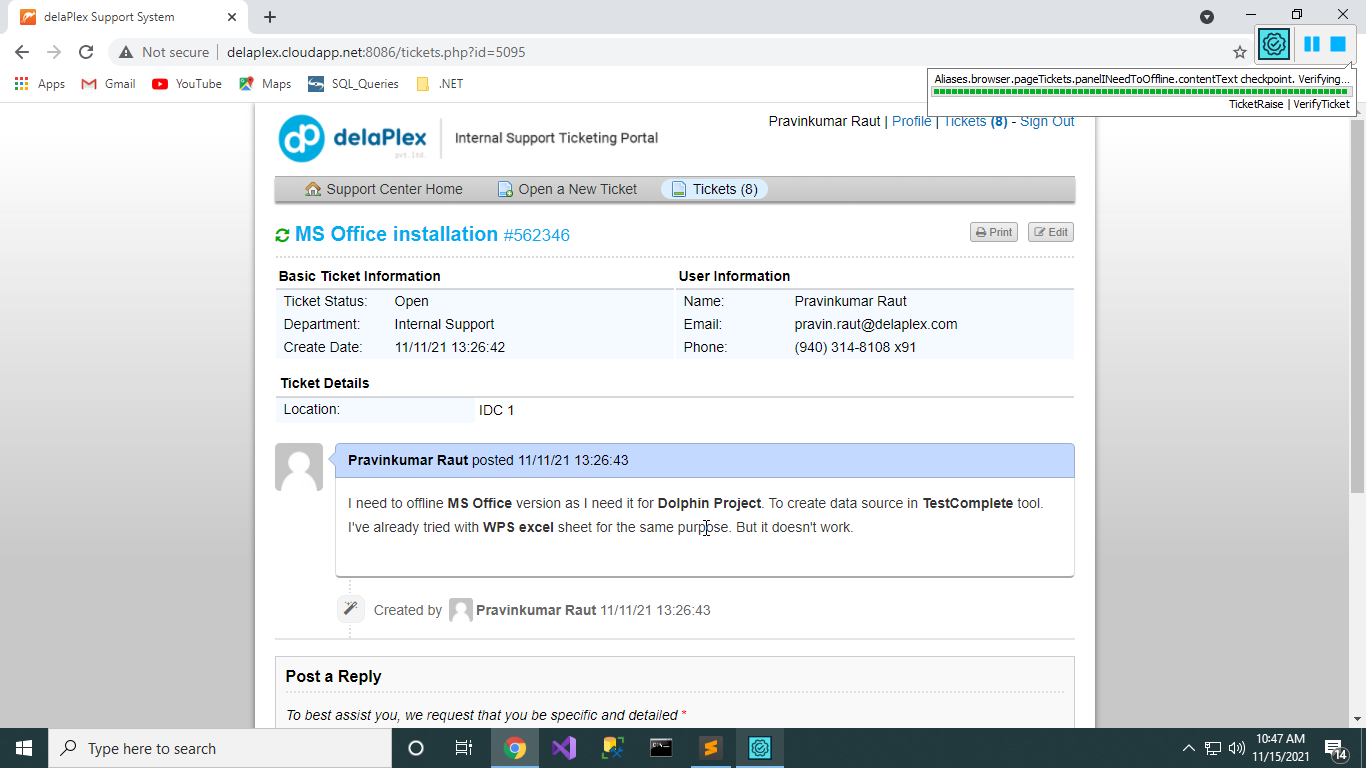 delaPlex Support System
Not secure
delaplex.cloudapp.net:8086/tickets.php?id=5095
Apps
Gmail
YouTube
Maps
SQL_Queries
.NET
Aliases.browser.pageTickets.panelINeedToOffline.contentText checkpoint. Verifying...
TicketRaise | VerifyTicket
dp delaPlex
pvt.ltd.
Internal Support Ticketing Portal
Pravinkumar Raut | Profile | Tickets (8) - Sign Out
Support Center Home
Open a New Ticket
Tickets (8)
MS Office installation #562346
Print
Edit
Basic Ticket Information
Ticket Status: Open
Department: Internal Support
Create Date: 11/11/21 13:26:42
User Information
Name: Pravinkumar Raut
Email: pravin.raut@delaplex.com
Phone: (940) 314-8108 x91
Ticket Details
Location: IDC 1
Pravinkumar Raut posted 11/11/21 13:26:43
I need to offline MS Office version as I need it for Dolphin Project. To create data source in TestComplete tool.
I've already tried with WPS excel sheet for the same purpose. But it doesn't work.
Created by Pravinkumar Raut 11/11/21 13:26:43
Post a Reply
To best assist you, we request that you be specific and detailed *
Type here to search
10:47 AM
11/15/2021
14